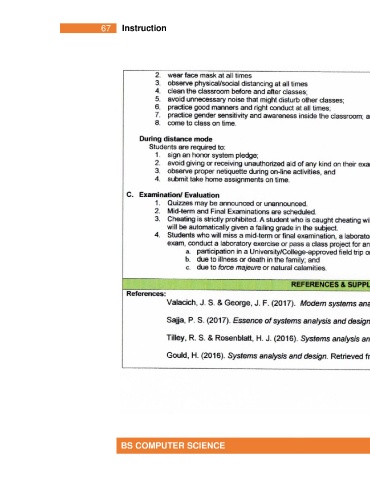 67 Instruction
2. wear face mask at all times
3. observe physical/social distancing at all times
4. clean the classroom before and after classes;
5. avoid unnecessary noise that might disturb other classes;
6. practice good manners and right conduct at all times;
7. practice gender sensitivity and awareness inside the classroom; a
8. come to class on time.
During distance mode
Students are required to:
1. sign an honor system pledge;
2. avoid giving or receiving unauthorized aid of any kind on their exa
3. observe proper netiquette during on-line activities, and
4. submit take home assignments on time.
C. Examination/ Evaluation
1. Quizzes may be announced or unannounced.
2. Mid-term and Final Examinations are scheduled.
3. Cheating is strictly prohibited. A student who is caught cheating wi
will be automatically given a failing grade in the subject.
4. Students who will miss a mid-term or final examination, a laborato
exam, conduct a laboratory exercise or pass a class project for an
a. participation in a University/College-approved field trip o
b. due to illness or death in the family; and
c. due to force majeure or natural calamities.
REFERENCES & SUPPL
References:
Valacich, J. S. & George, J. F. (2017). Modern systems ana
Sajja, P. S. (2017). Essence of systems analysis and design
Tilley, R. S. & Rosenblatt, H. J. (2016). Systems analysis an
Gould, H. (2016). Systems analysis and design. Retrieved fr
BS COMPUTER SCIENCE